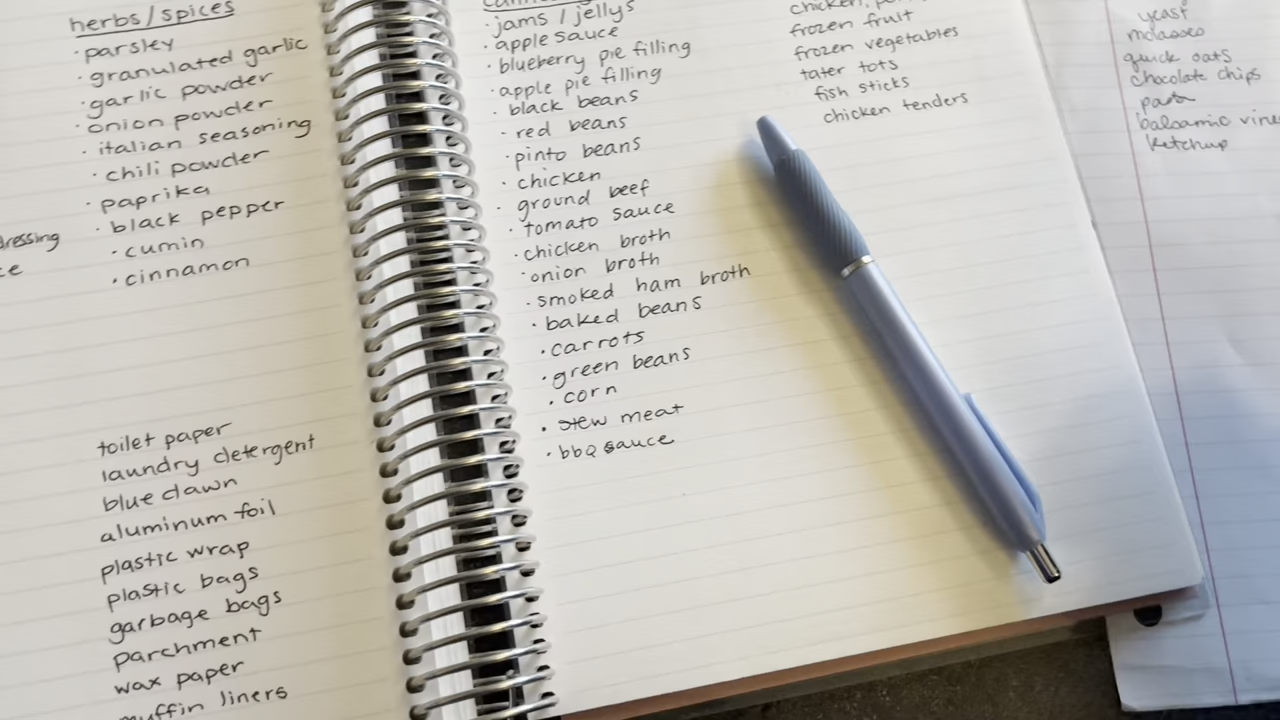 herbs/spices
· parsley
· granulated garlic
· garlic powder
· onion powder
· italian seasoning
· chili powder
· paprika
· black pepper
· cumin
· cinnamon
dressing
toilet paper
laundry detergent
blue dawn
aluminum foil
plastic wrap
plastic bags
garbage bags
parchment
wax paper
muffin liners
· jams / jellys
· apple sauce
· blueberry pie filling
· apple pie filling
· black beans
· red beans
· pinto beans
· chicken
· ground beef
· tomato sauce
· chicken broth
· onion broth
· smoked ham broth
· baked beans
· carrots
· green beans
· corn
· stew meat
· bbq sauce
chicken,
frozen fruit
frozen vegetables
tater tots
fish sticks
chicken tenders
yeast
molasses
quick oats
chocolate chips
pasta
balsamic vine
ketchup